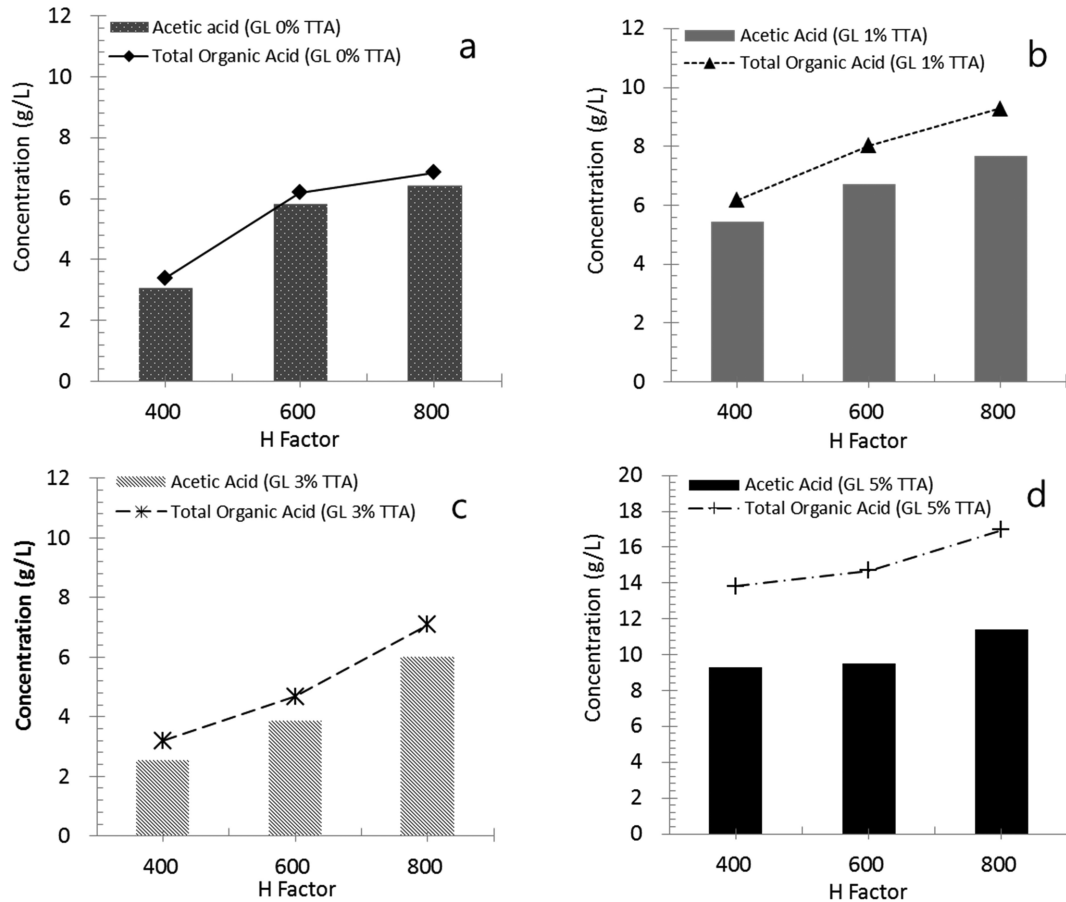 Acetic acid (GL 0% TTA)
Total Organic Acid (GL 0% TTA)
a
Concentration (g/L)
12
10
8
6
4
2
0
400
600
800
H Factor
Acetic Acid (GL 1% TTA)
Total Organic Acid (GL 1% TTA)
b
Concentration (g/L)
12
10
8
6
4
2
0
400
600
800
H Factor
Acetic Acid (GL 3% TTA)
Total Organic Acid (GL 3% TTA)
c
Concentration (g/L)
12
10
8
6
4
2
0
400
600
800
H Factor
Acetic Acid (GL 5% TTA)
Total Organic Acid (GL 5% TTA)
d
Concentration (g/L)
20
18
16
14
12
10
8
6
4
2
0
400
600
800
H Factor